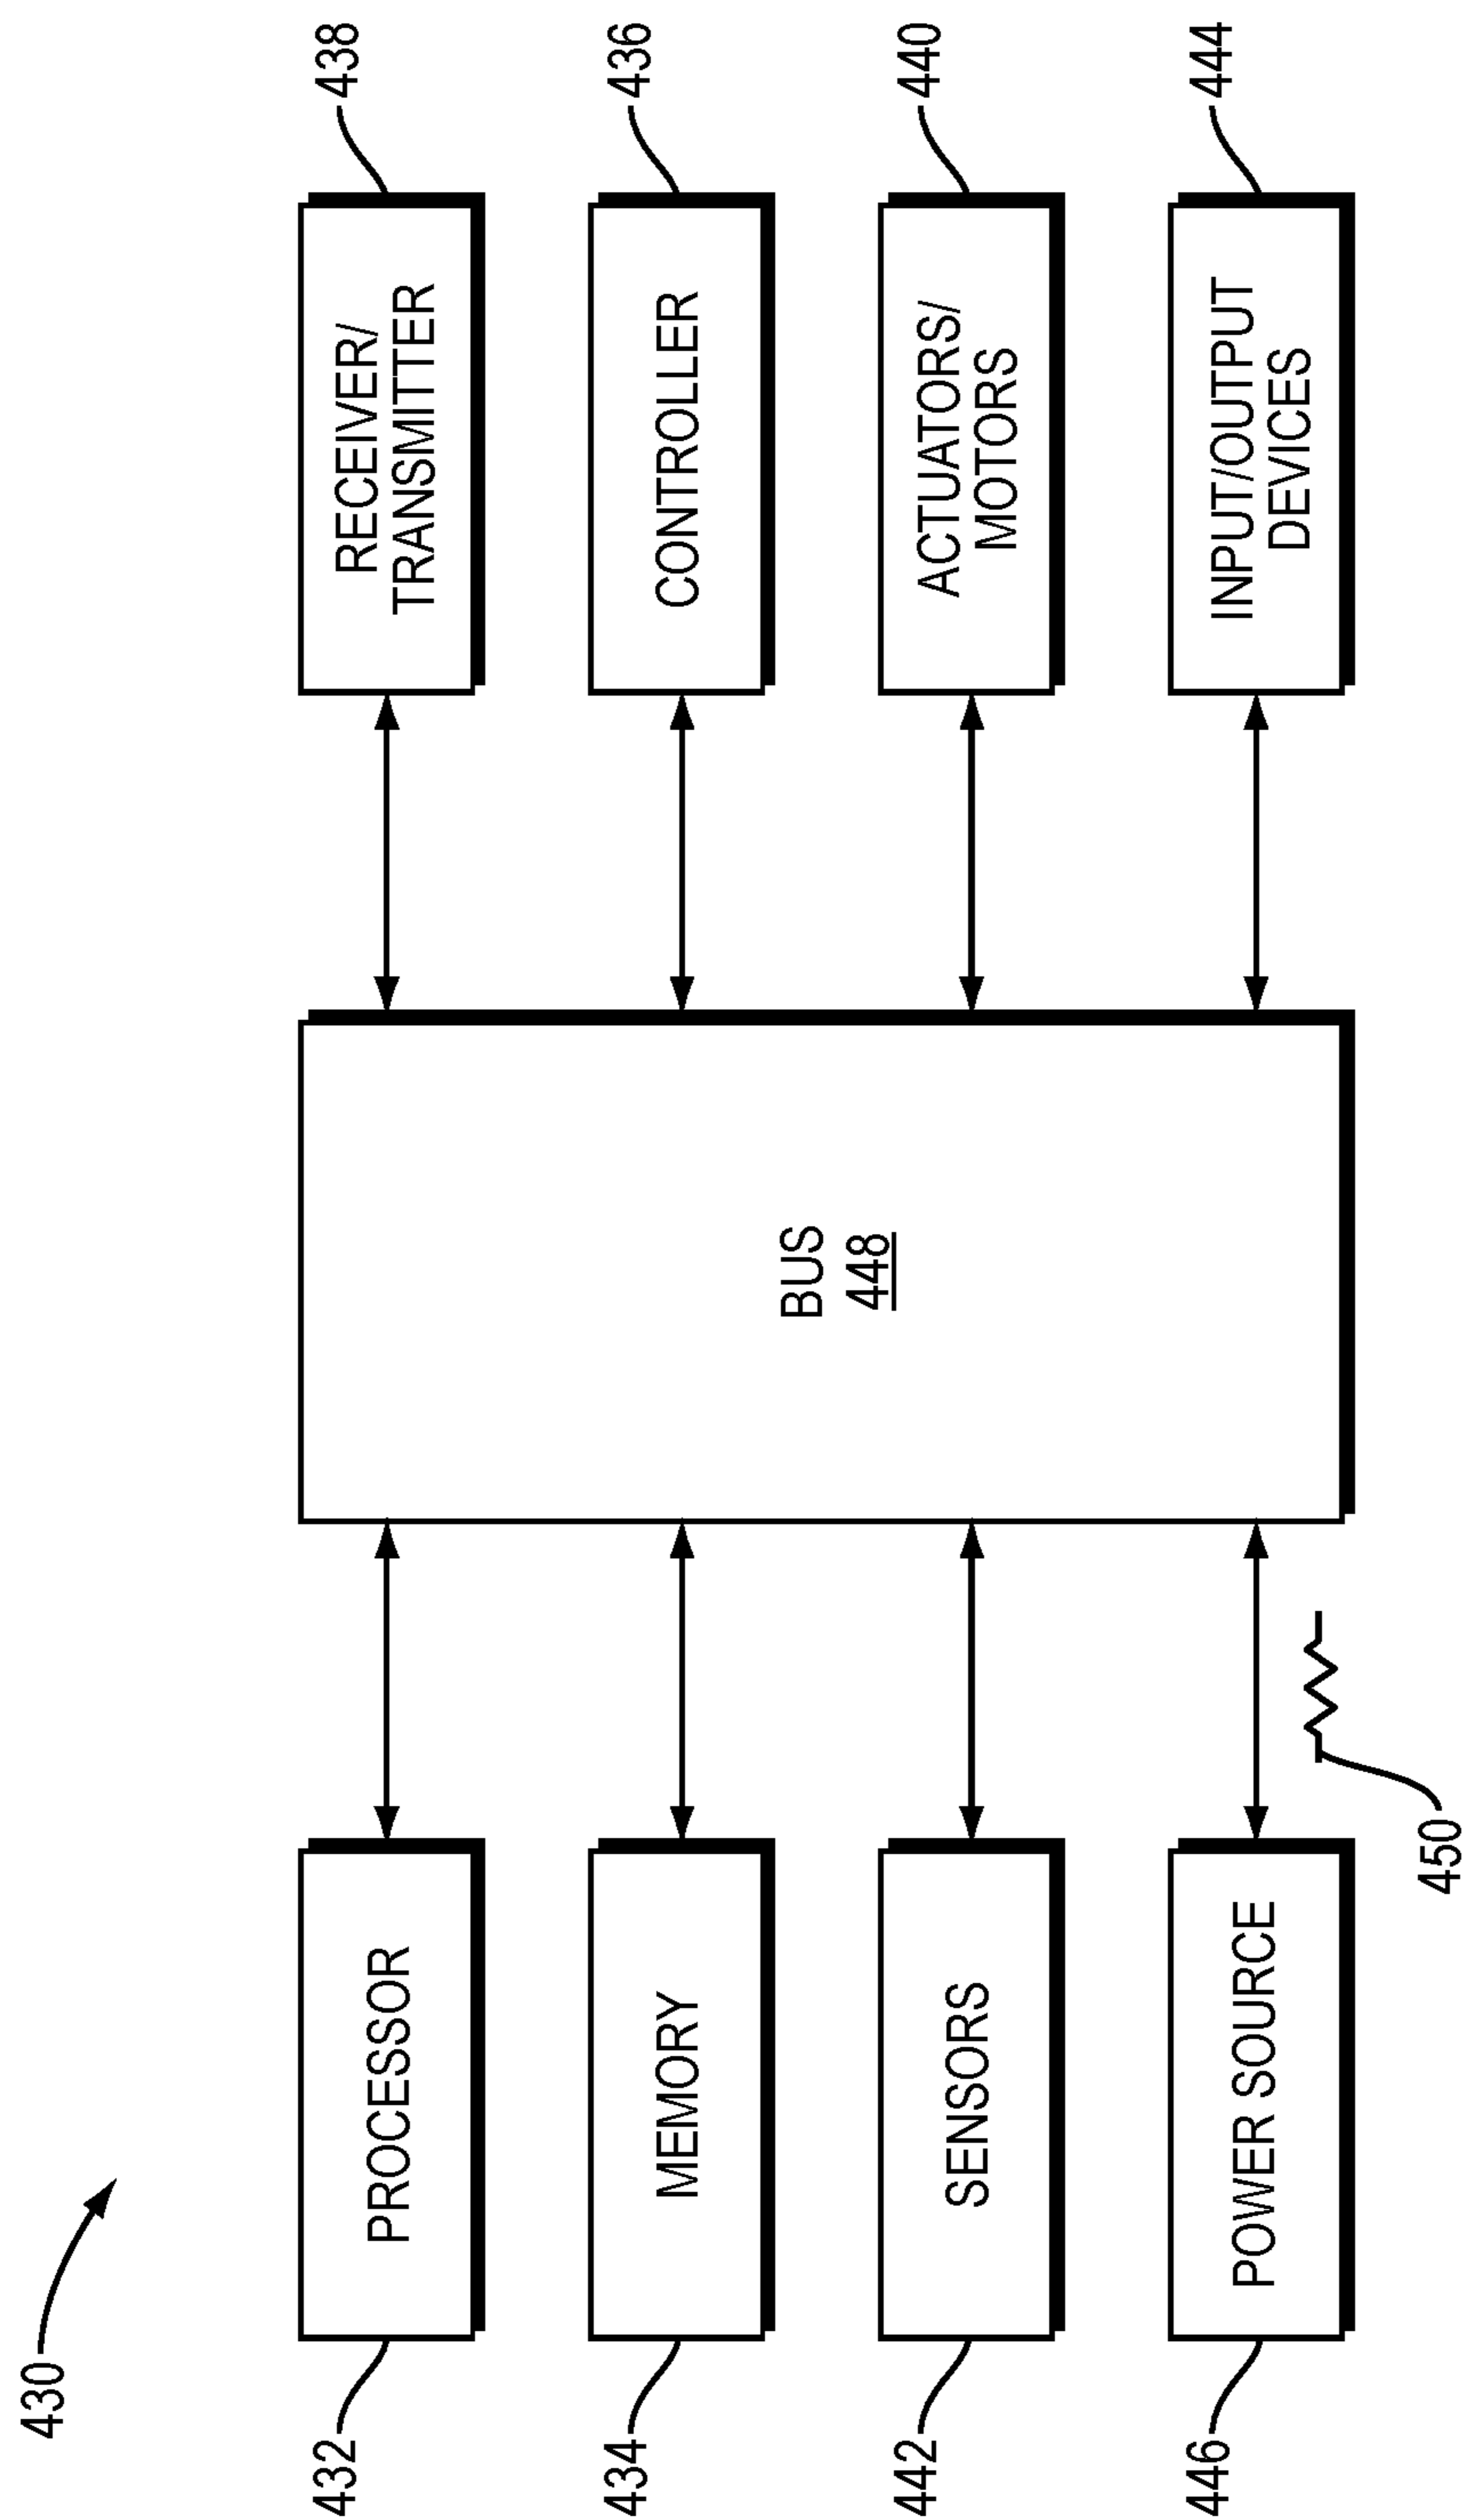 430
432
PROCESSOR
434
MEMORY
442
SENSORS
446
POWER SOURCE
450
BUS
448
RECEIVER/
TRANSMITTER
438
CONTROLLER
436
ACTUATORS/
MOTORS
440
INPUT/OUTPUT
DEVICES
444